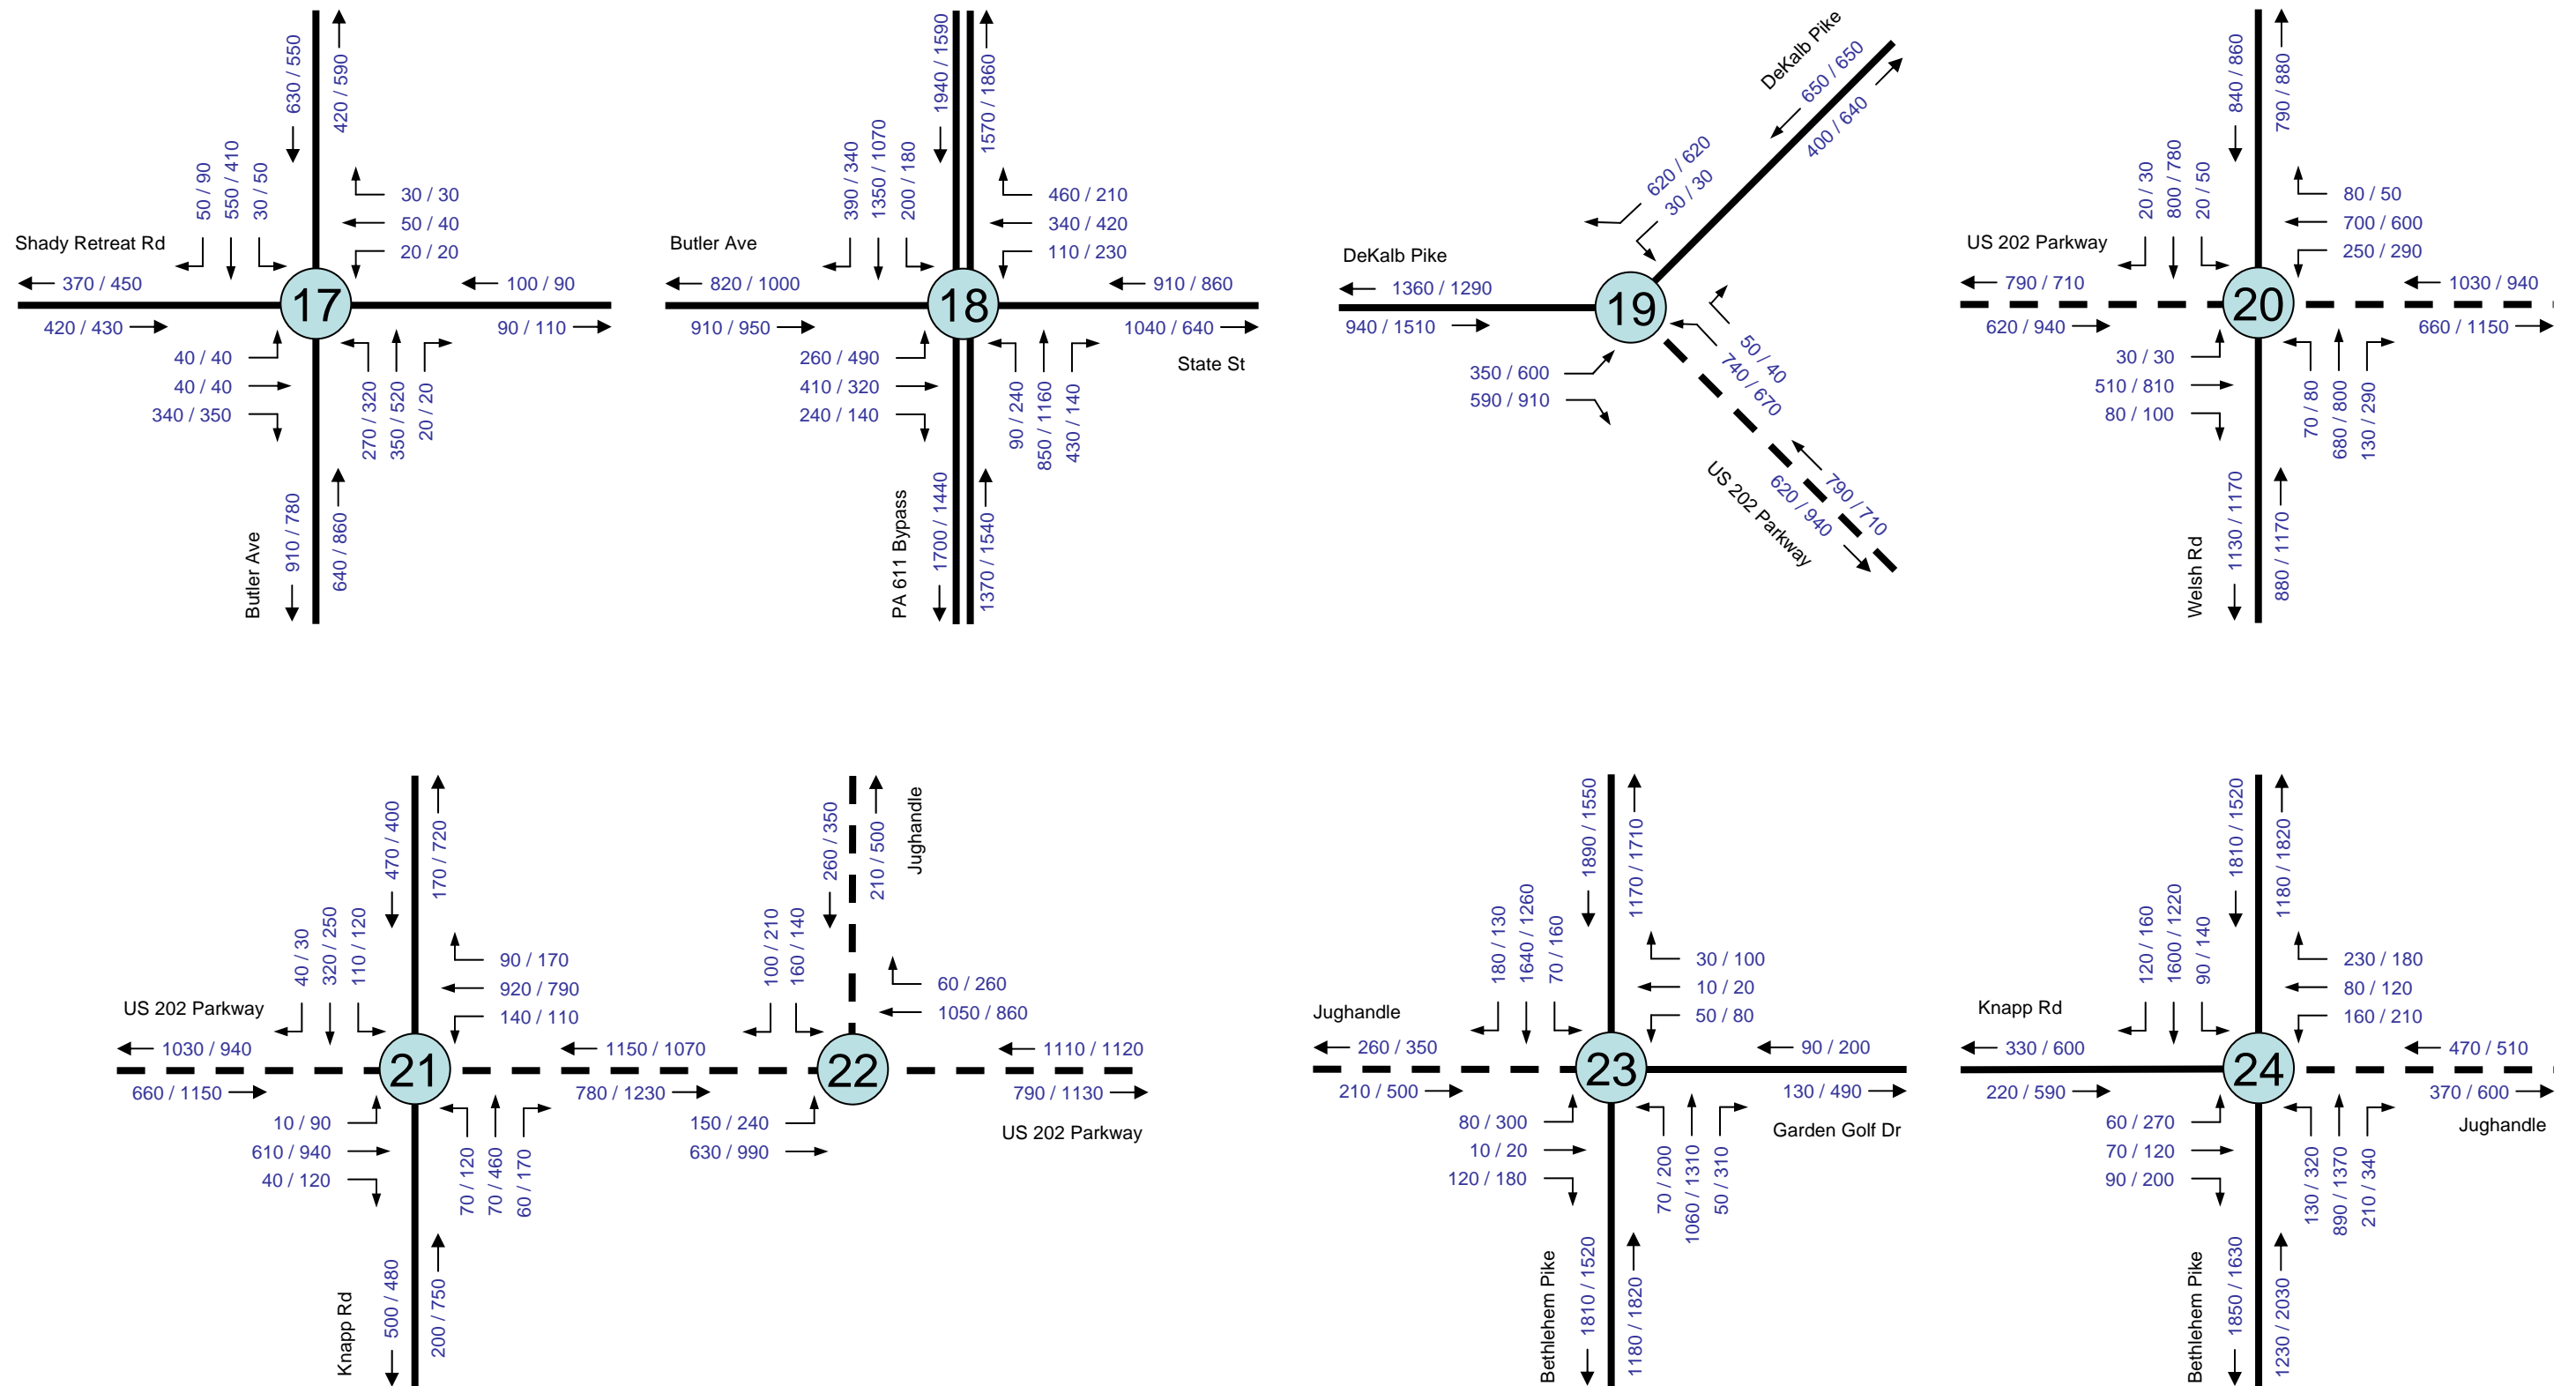 630 / 550
420 / 590
50 / 90
550 / 410
30 / 50
30 / 30
50 / 40
20 / 20
Shady Retreat Rd
370 / 450
100 / 90
17
420 / 430
90 / 110
40 / 40
40 / 40
340 / 350
270 / 320
350 / 520
20 / 20
Butler Ave
910 / 780
640 / 860
1940 / 1590
1570 / 1860
390 / 340
1350 / 1070
200 / 180
460 / 210
340 / 420
110 / 230
Butler Ave
820 / 1000
910 / 860
18
910 / 950
1040 / 640
State St
260 / 490
410 / 320
240 / 140
90 / 240
850 / 1160
430 / 140
PA 611 Bypass
1700 / 1440
1370 / 1540
DeKalb Pike
650 / 650
400 / 640
620 / 620
30 / 30
DeKalb Pike
1360 / 1290
19
940 / 1510
350 / 600
590 / 910
50 / 40
740 / 670
790 / 710
620 / 940
US 202 Parkway
840 / 860
790 / 880
20 / 30
800 / 780
20 / 50
80 / 50
700 / 600
250 / 290
US 202 Parkway
790 / 710
1030 / 940
20
620 / 940
660 / 1150
30 / 30
510 / 810
80 / 100
70 / 80
680 / 800
130 / 290
Welsh Rd
1130 / 1170
880 / 1170
470 / 400
170 / 720
40 / 30
320 / 250
110 / 120
90 / 170
920 / 790
140 / 110
US 202 Parkway
1030 / 940
1150 / 1070
21
660 / 1150
780 / 1230
10 / 90
610 / 940
40 / 120
70 / 120
70 / 460
60 / 170
Knapp Rd
500 / 480
200 / 750
260 / 350
210 / 500
Jughandle
100 / 210
160 / 140
60 / 260
1050 / 860
1110 / 1120
22
790 / 1130
150 / 240
630 / 990
US 202 Parkway
1890 / 1550
1170 / 1710
180 / 130
1640 / 1260
70 / 160
30 / 100
10 / 20
50 / 80
Jughandle
260 / 350
90 / 200
23
210 / 500
130 / 490
Garden Golf Dr
80 / 300
10 / 20
120 / 180
70 / 200
1060 / 1310
50 / 310
Bethlehem Pike
1810 / 1520
1180 / 1820
1810 / 1520
1180 / 1820
120 / 160
1600 / 1220
90 / 140
230 / 180
80 / 120
160 / 210
Knapp Rd
330 / 600
470 / 510
24
220 / 590
370 / 600
Jughandle
60 / 270
70 / 120
90 / 200
130 / 320
890 / 1370
210 / 340
Bethlehem Pike
1850 / 1630
1230 / 2030